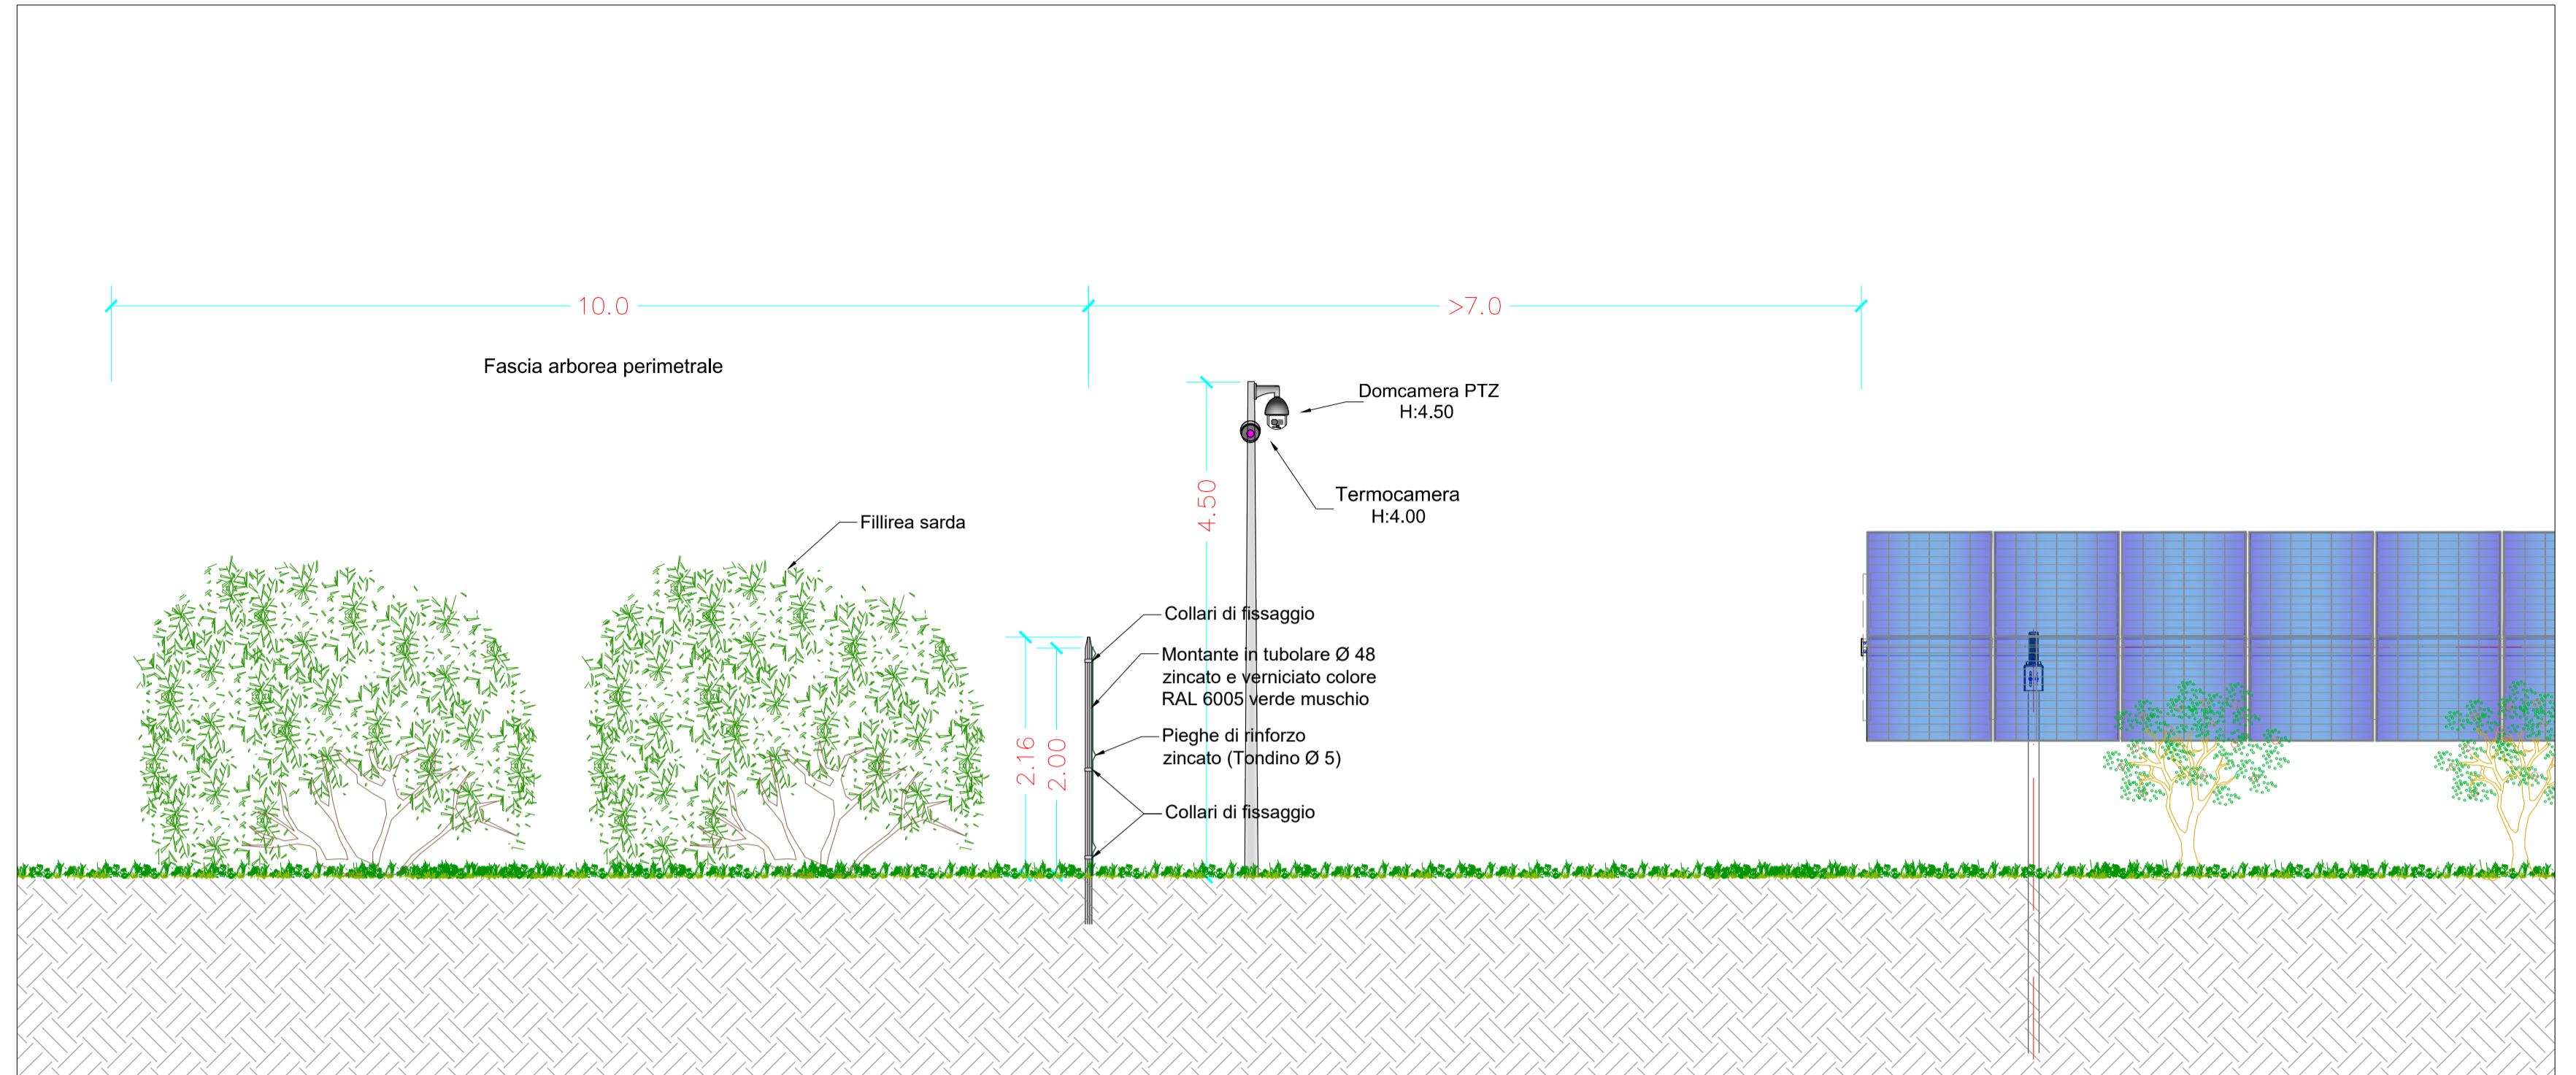 10.0
>7.0
Fascia arborea perimetrale
Domcamera PTZ
H:4.50
4.50
Termocamera
H:4.00
Fillirea sarda
Collari di fissaggio
Montante in tubolare Ø 48
zincato e verniciato colore
RAL 6005 verde muschio
2.16
2.00
Pieghe di rinforzo
zincato (Tondino Ø 5)
Collari di fissaggio